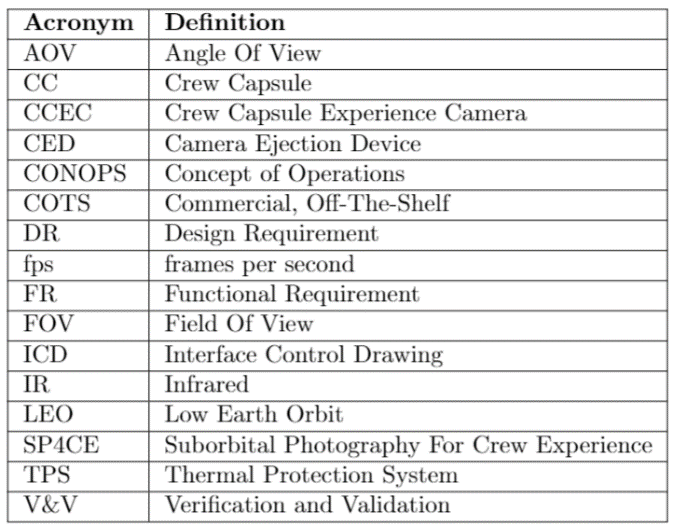 Acronym Definition
AOV Angle Of View
CC Crew Capsule
CCEC Crew Capsule Experience Camera
CED Camera Ejection Device
CONOPS Concept of Operations
COTS Commercial, Off-The-Shelf
DR Design Requirement
fps frames per second
FR Functional Requirement
FOV Field Of View
ICD Interface Control Drawing
IR Infrared
LEO Low Earth Orbit
SP4CE Suborbital Photography For Crew Experience
TPS Thermal Protection System
V&V Verification and Validation